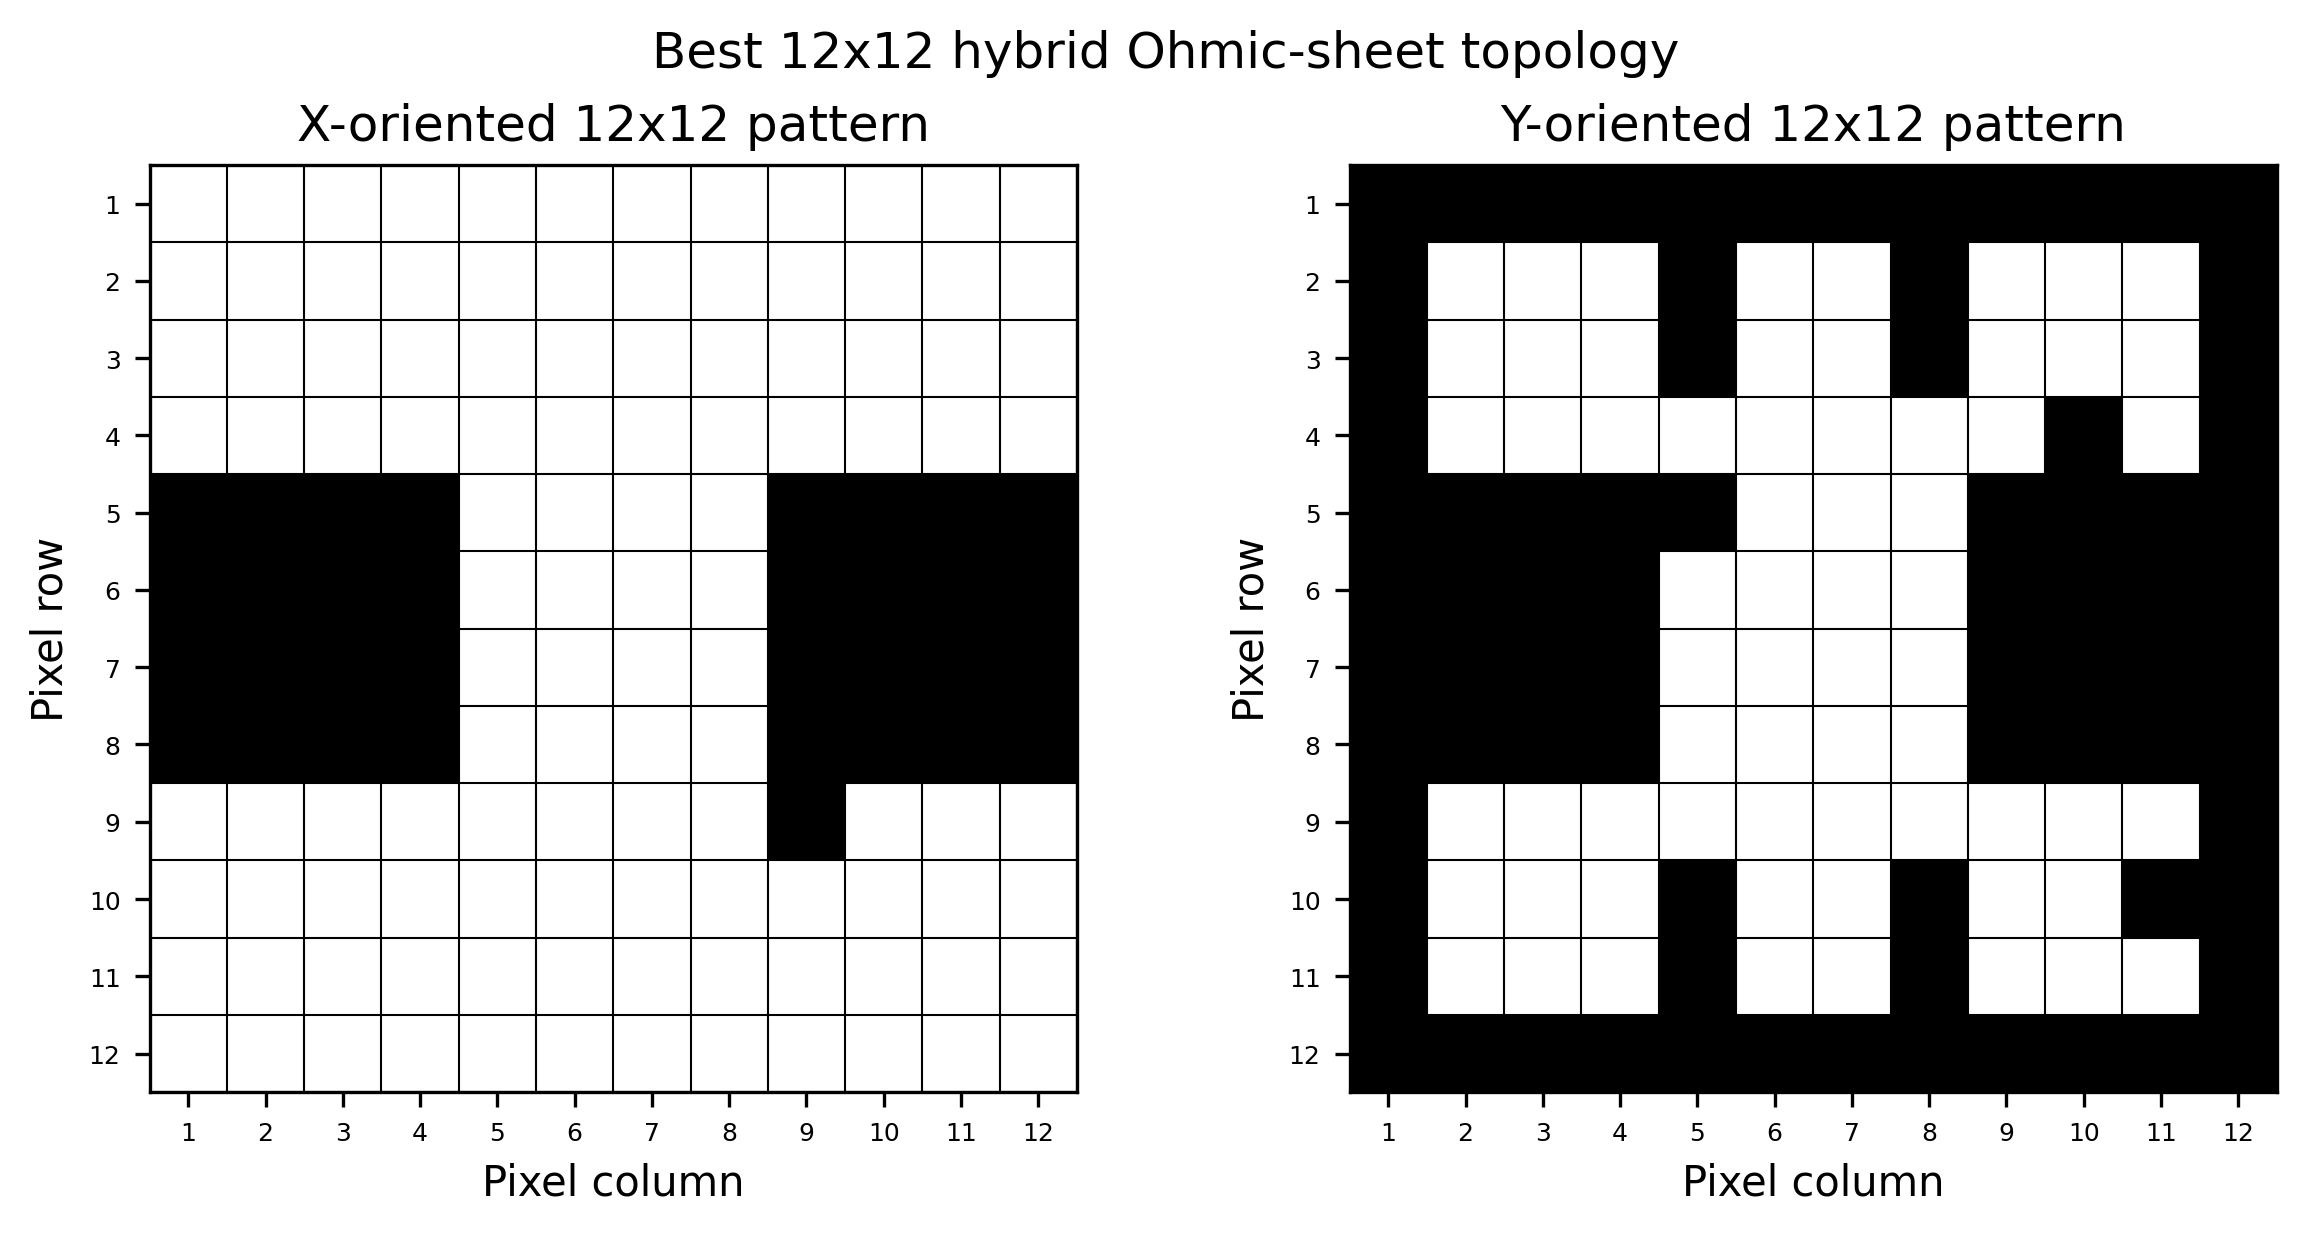 Best 12x12 hybrid Ohmic-sheet topology
X-oriented 12x12 pattern
Pixel row
1
2
3
4
5
6
7
8
9
10
11
12
1 2 3 4 5 6 7 8 9 10 11 12
Pixel column
Y-oriented 12x12 pattern
Pixel row
1
2
3
4
5
6
7
8
9
10
11
12
1 2 3 4 5 6 7 8 9 10 11 12
Pixel column